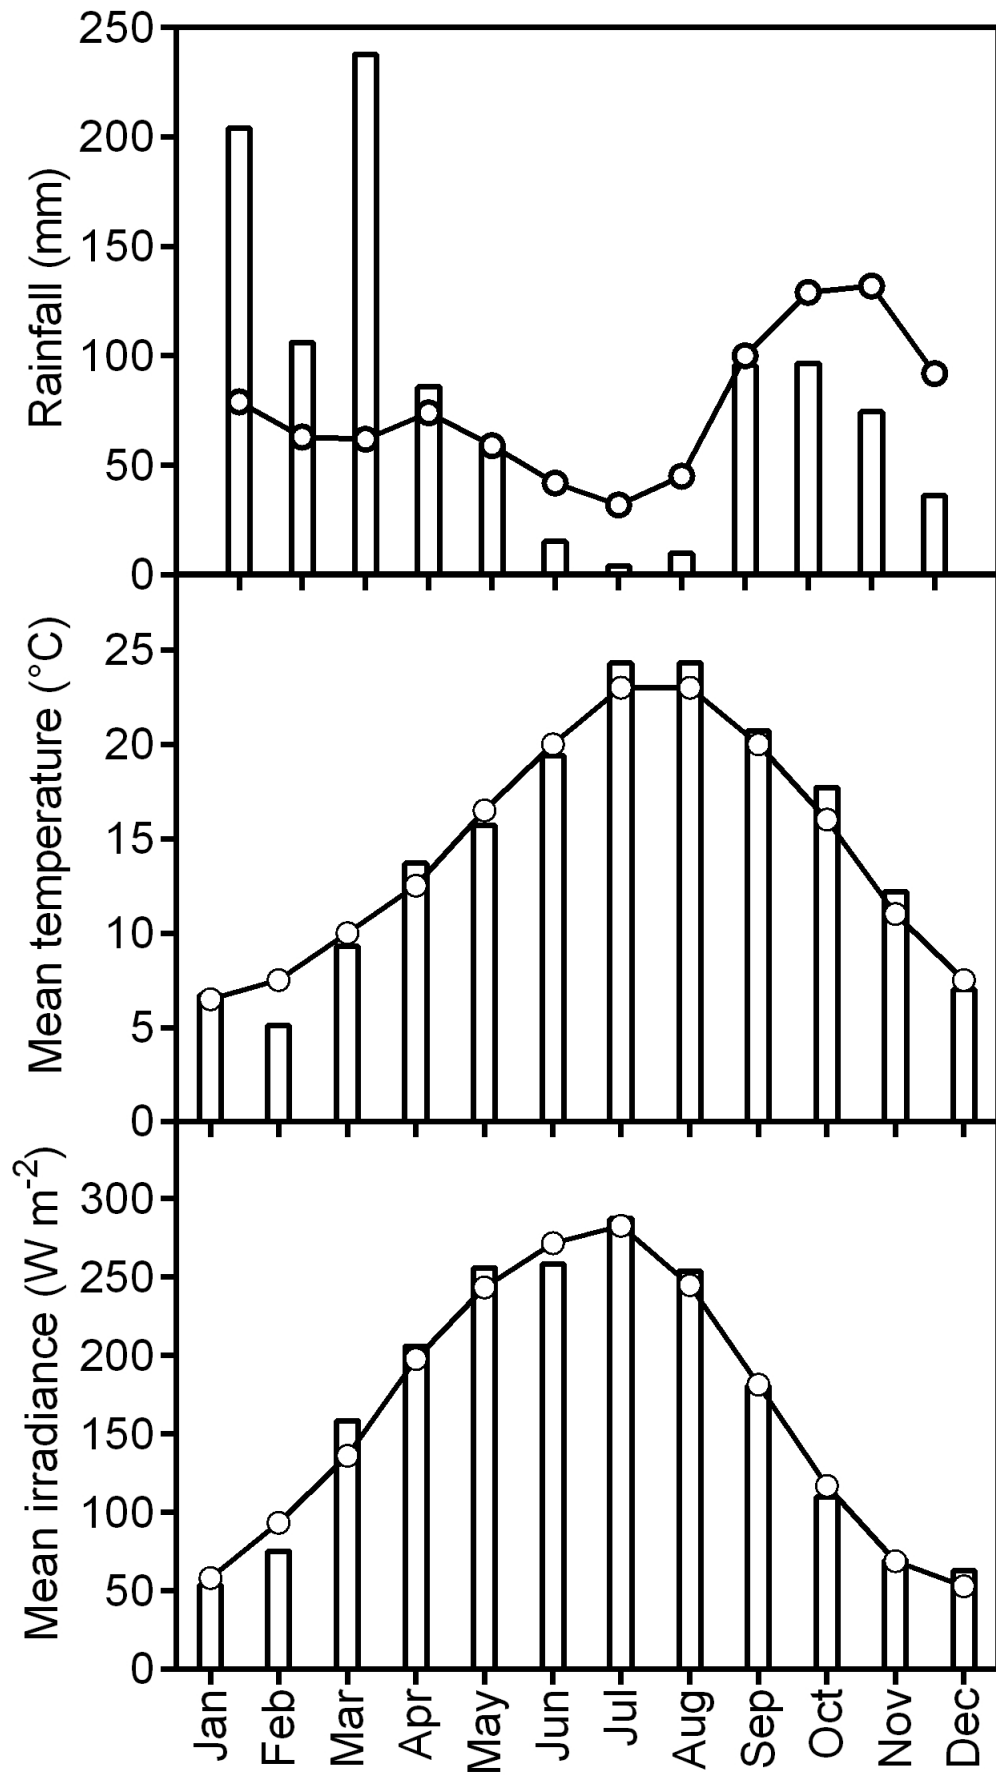 Rainfall (mm)
250
200
150
100
50
0
Mean temperature (°C)
25
20
15
10
5
0
Mean irradiance (W m-2)
300
250
200
150
100
50
0
Jan
Feb
Mar
Apr
May
Jun
Jul
Aug
Sep
Oct
Nov
Dec